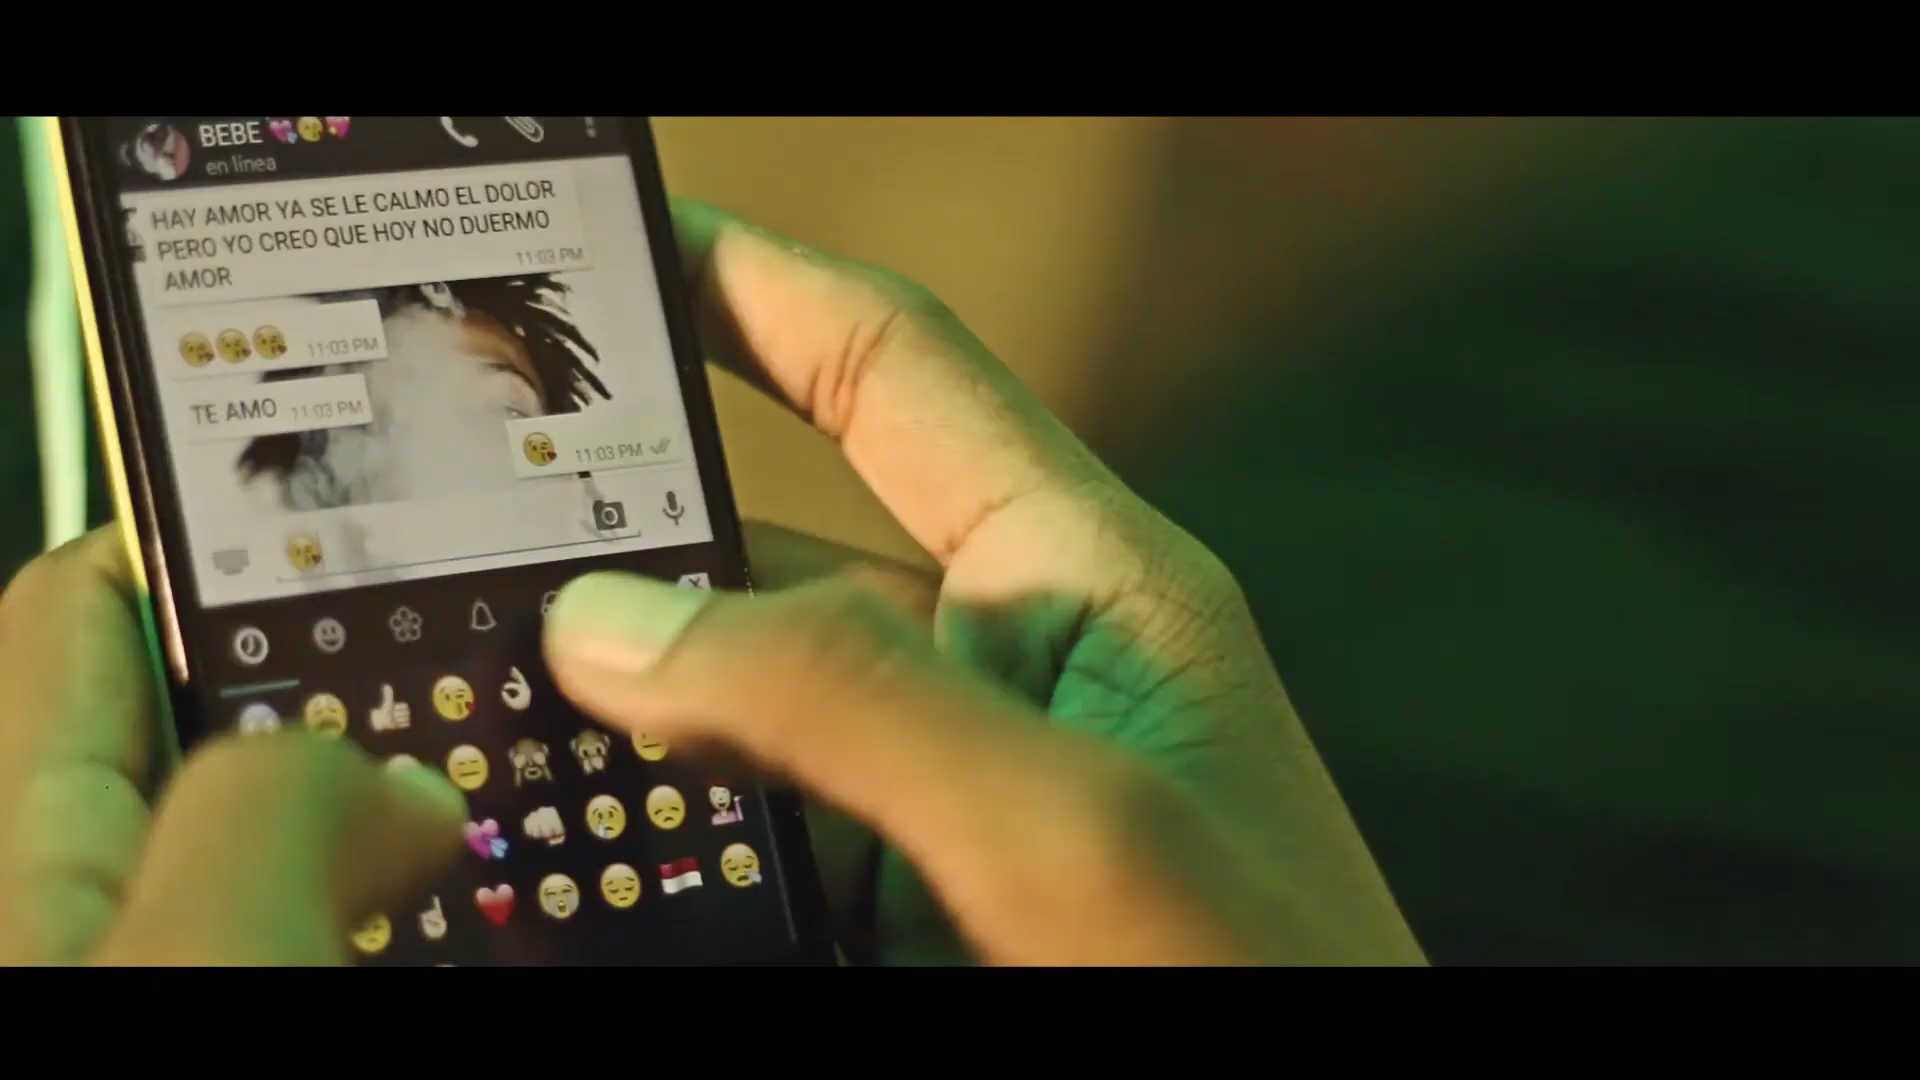 BEBE
en línea
HAY AMOR YA SE LE CALMO EL DOLOR
PERO YO CREO QUE HOY NO DUERMO
AMOR
11:03 PM
11:03 PM
TE AMO 11:03 PM
11:03 PM